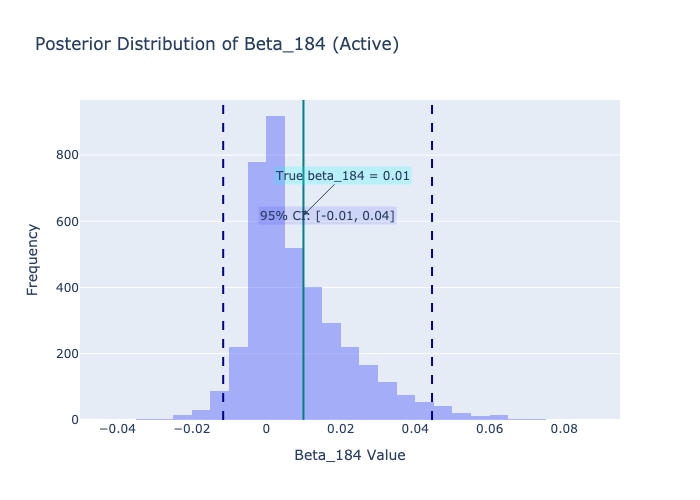 Posterior Distribution of Beta_184 (Active)
800
600
400
200
0
True beta_184 = 0.01
95% CI: [-0.01, 0.04]
−0.04 −0.02 0 0.02 0.04 0.06 0.08
Beta_184 Value
Frequency